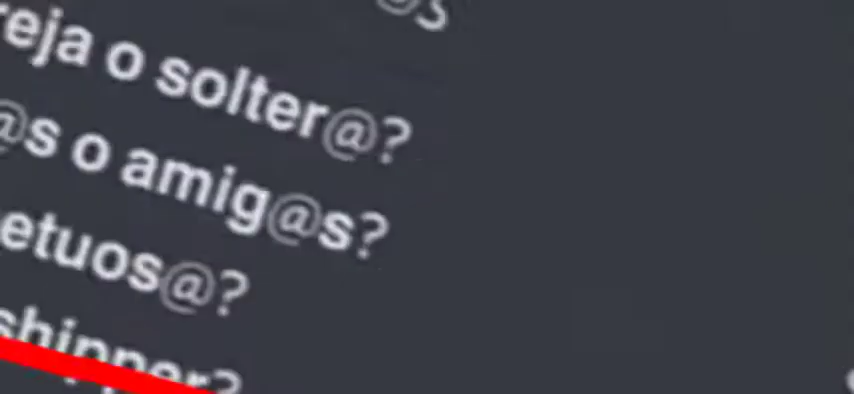 reja o solter@?
@s o amig@s?
etuos@?
shipper?